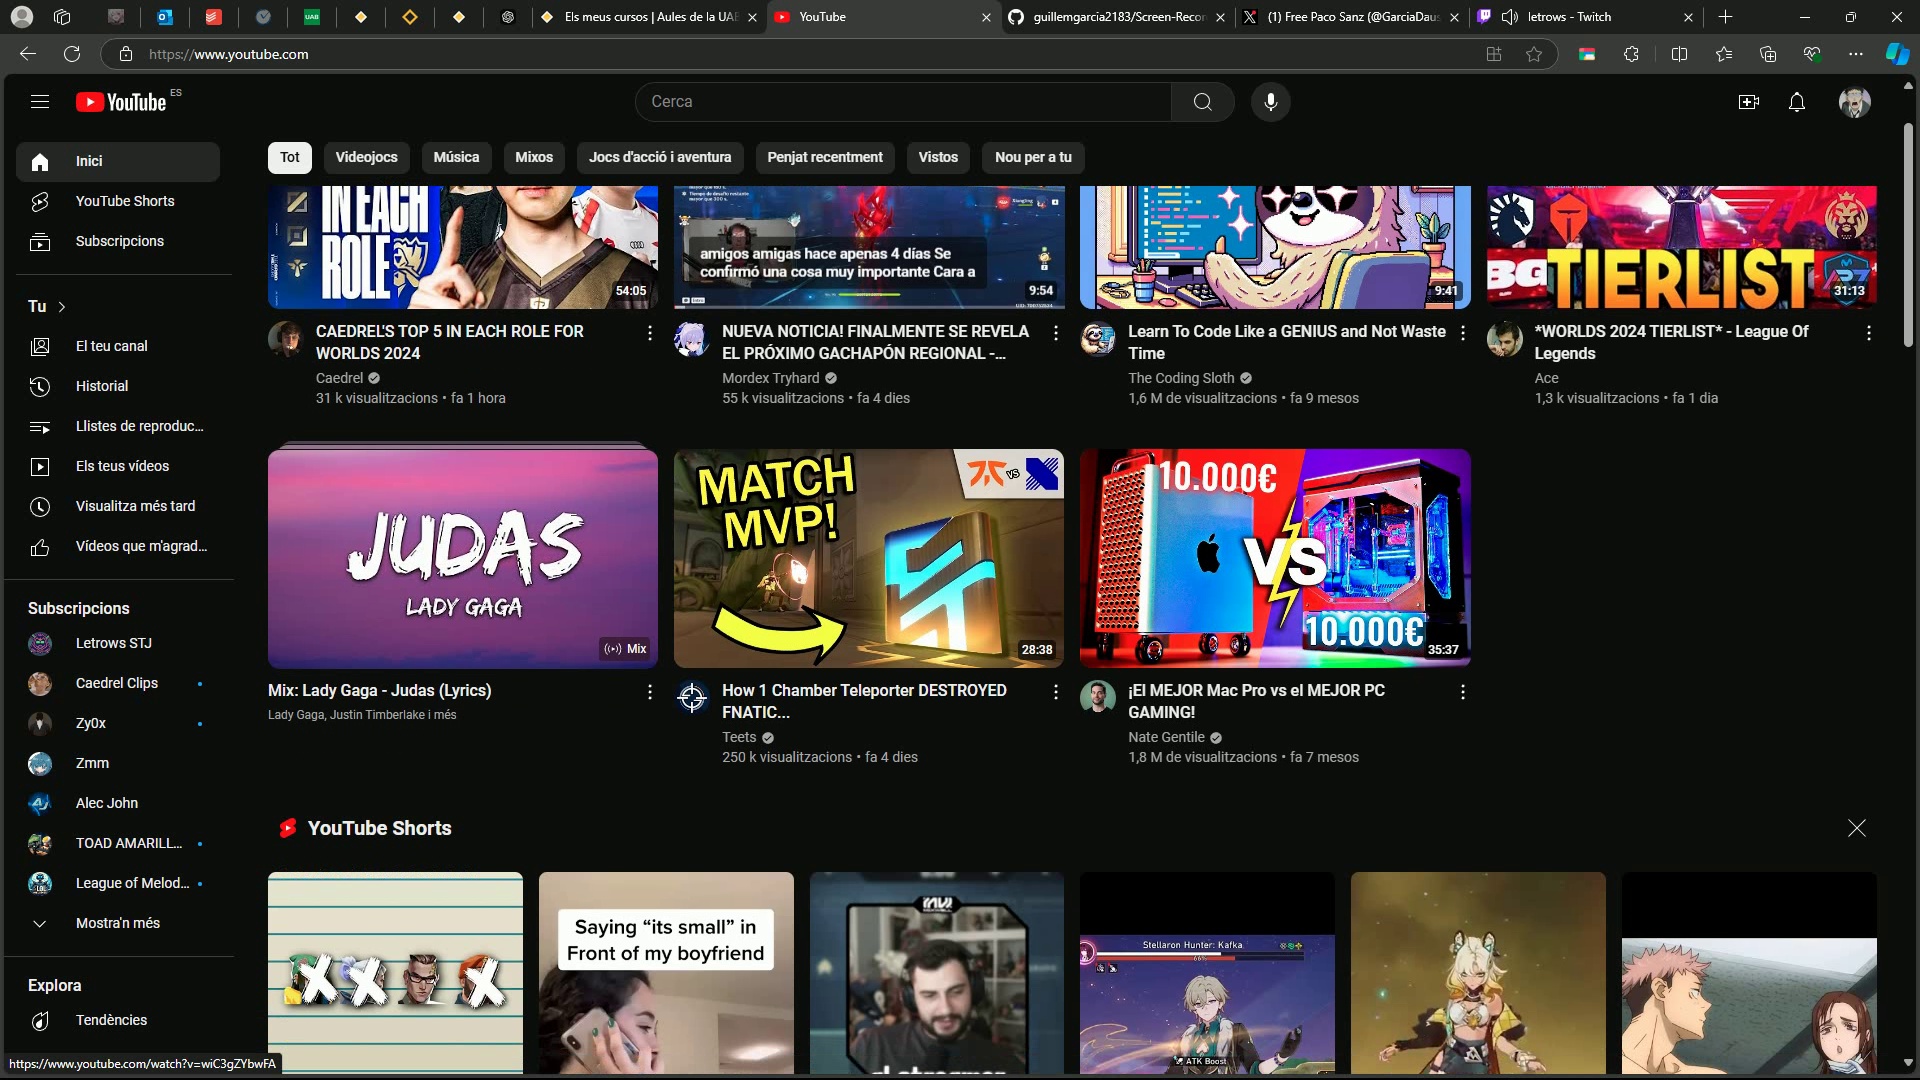 Els meus cursos | Aules de la UAB
YouTube
guillemgarcia2183/Screen-Recor
(1) Free Paco Sanz (@GarciaDaus
letrows - Twitch
https://www.youtube.com
YouTube ES
Cerca
Inici
YouTube Shorts
Subscripcions
Tu
El teu canal
Historial
Llistes de reproduc...
Els teus vídeos
Visualitza més tard
Vídeos que m'agrad...
Subscripcions
Letrows STJ
Caedrel Clips
Zy0x
Zmm
Alec John
TOAD AMARILL...
League of Melod...
Mostra'n més
Explora
Tendències
https://www.youtube.com/watch?v=wiC3gZYbwFA
Tot
Videojocs
Música
Mixos
Jocs d'acció i aventura
Penjat recentment
Vistos
Nou per a tu
IN EACH
ROLE
54:05
CAEDREL'S TOP 5 IN EACH ROLE FOR
WORLDS 2024
Caedrel
31 k visualitzacions • fa 1 hora
amigos amigas hace apenas 4 días Se
confirmó una cosa muy importante Cara a
9:54
NUEVA NOTICIA! FINALMENTE SE REVELA
EL PRÓXIMO GACHAPÓN REGIONAL -...
Mordex Tryhard
55 k visualitzacions • fa 4 dies
9:41
Learn To Code Like a GENIUS and Not Waste
Time
The Coding Sloth
1,6 M de visualitzacions • fa 9 mesos
TIERLIST
31:13
*WORLDS 2024 TIERLIST* - League Of
Legends
Ace
1,3 k visualitzacions • fa 1 dia
JUDAS
LADY GAGA
Mix
Mix: Lady Gaga - Judas (Lyrics)
Lady Gaga, Justin Timberlake i més
MATCH
MVP!
VS
28:38
How 1 Chamber Teleporter DESTROYED
FNATIC...
Teets
250 k visualitzacions • fa 4 dies
10.000€
VS
10.000€
35:37
¡El MEJOR Mac Pro vs el MEJOR PC
GAMING!
Nate Gentile
1,8 M de visualitzacions • fa 7 mesos
YouTube Shorts
Saying “its small” in
Front of my boyfriend
Stellaron Hunter: Kafka
66%
ATK Boost